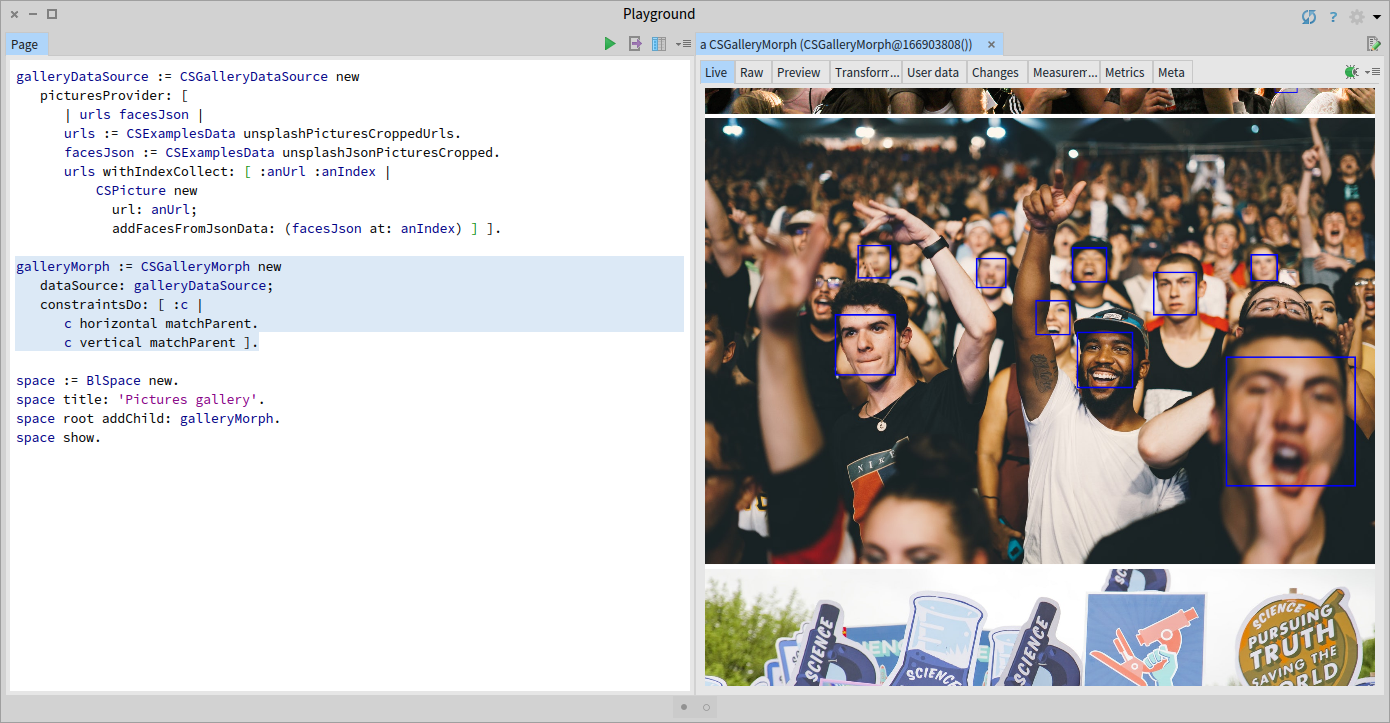 Playground
?
Page
a CSGalleryMorph (CSGalleryMorph@166903808())
Live Raw Preview Transform... User data Changes Measurem... Metrics Meta
galleryDataSource := CSGalleryDataSource new
picturesProvider: [
| urls facesJson |
urls := CSExamplesData unsplashPicturesCroppedUrls.
facesJson := CSExamplesData unsplashJsonPicturesCropped.
urls withIndexCollect: [ :anUrl :anIndex |
CSPicture new
url: anUrl;
addFacesFromJsonData: (facesJson at: anIndex) ] ].
galleryMorph := CSGalleryMorph new
dataSource: galleryDataSource;
constraintsDo: [ :c |
c horizontal matchParent.
c vertical matchParent ].
space := BlSpace new.
space title: 'Pictures gallery'.
space root addChild: galleryMorph.
space show.
NIKE
SCIENCE
SCIENCE
SCIENCE
SCIENCE
PURSUING
TRUTH
SAVING THE